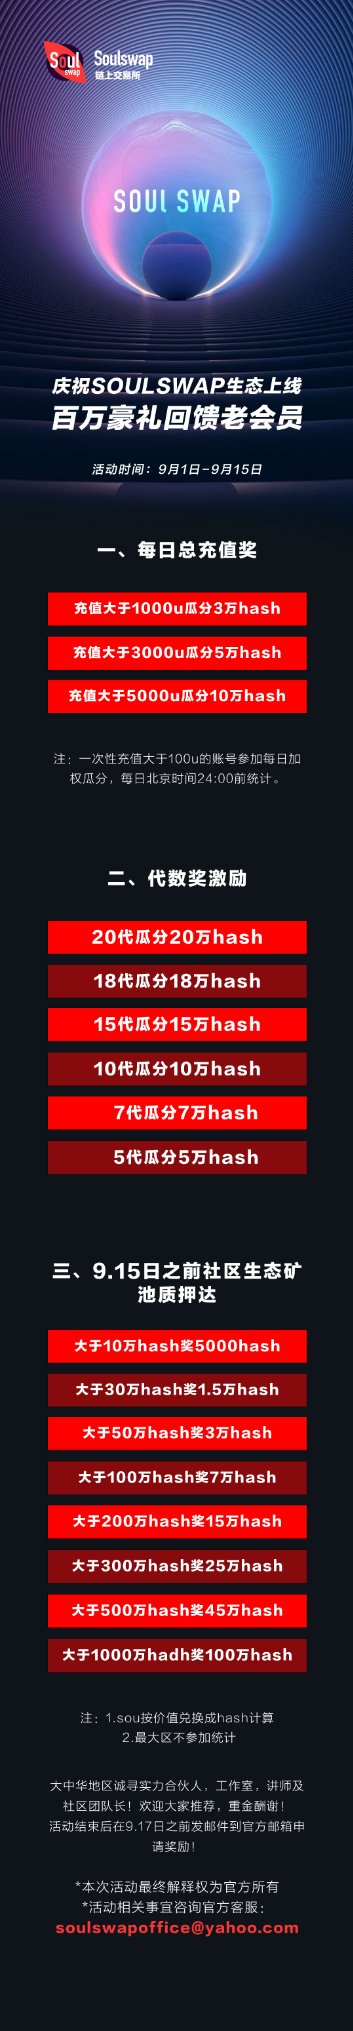 Soul
swap
Soulswap
链上交易所
SOUL SWAP
庆祝SOULSWAP生态上线
百万豪礼回馈老会员
活动时间：9月1日-9月15日
一、每日总充值奖
充值大于1000u瓜分3万hash
充值大于3000u瓜分5万hash
充值大于5000u瓜分10万hash
注：一次性充值大于100u的账号参加每日加
权瓜分，每日北京时间24:00前统计。
二、代数奖激励
20代瓜分20万hash
18代瓜分18万hash
15代瓜分15万hash
10代瓜分10万hash
7代瓜分7万hash
5代瓜分5万hash
三、9.15日之前社区生态矿
池质押达
大于10万hash奖5000hash
大于30万hash奖1.5万hash
大于50万hash奖3万hash
大于100万hash奖7万hash
大于200万hash奖15万hash
大于300万hash奖25万hash
大于500万hash奖45万hash
大于1000万hadh奖100万hash
注：1.sou按价值兑换成hash计算
2.最大区不参加统计
大中华地区诚寻实力合伙人，工作室，讲师及
社区团队长！欢迎大家推荐，重金酬谢！
活动结束后在9.17日之前发邮件到官方邮箱申
请奖励！
*本次活动最终解释权为官方所有
*活动相关事宜咨询官方客服：
soulswapoffice@yahoo.com